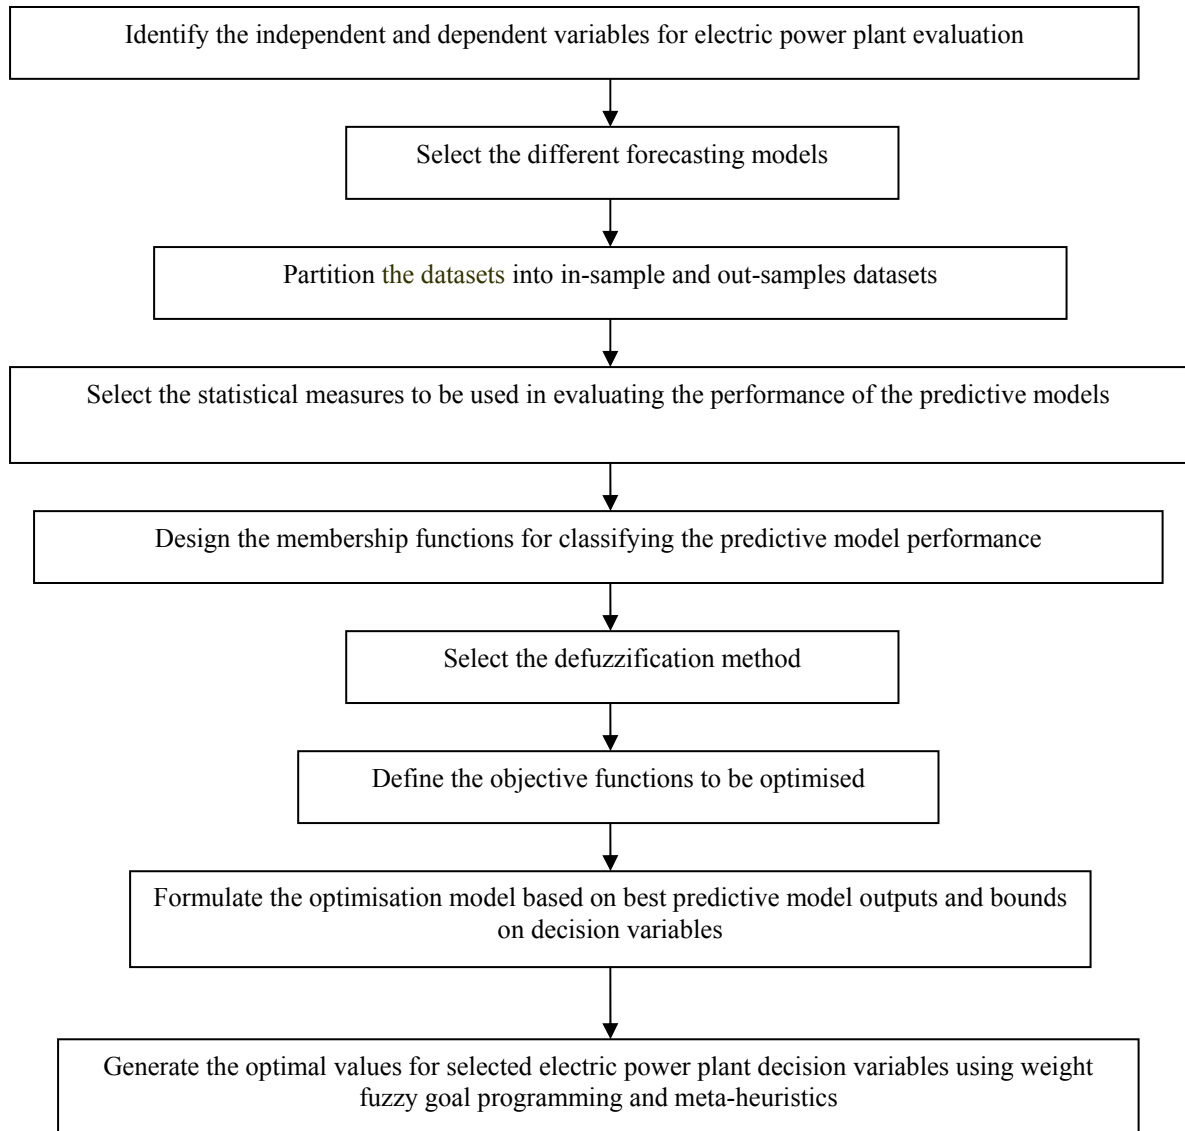 Identify the independent and dependent variables for electric power plant evaluation
Select the different forecasting models
Partition the datasets into in-sample and out-samples datasets
Select the statistical measures to be used in evaluating the performance of the predictive models
Design the membership functions for classifying the predictive model performance
Select the defuzzification method
Define the objective functions to be optimised
Formulate the optimisation model based on best predictive model outputs and bounds
on decision variables
Generate the optimal values for selected electric power plant decision variables using weight
fuzzy goal programming and meta-heuristics